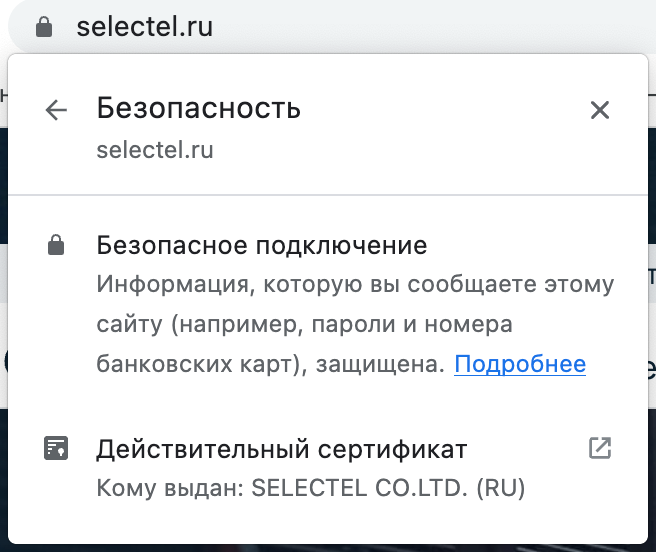 selectel.ru
Безопасность
selectel.ru
Безопасное подключение
Информация, которую вы сообщаете этому
сайту (например, пароли и номера
банковских карт), защищена. Подробнее
Действительный сертификат
Кому выдан: SELECTEL CO.LTD. (RU)